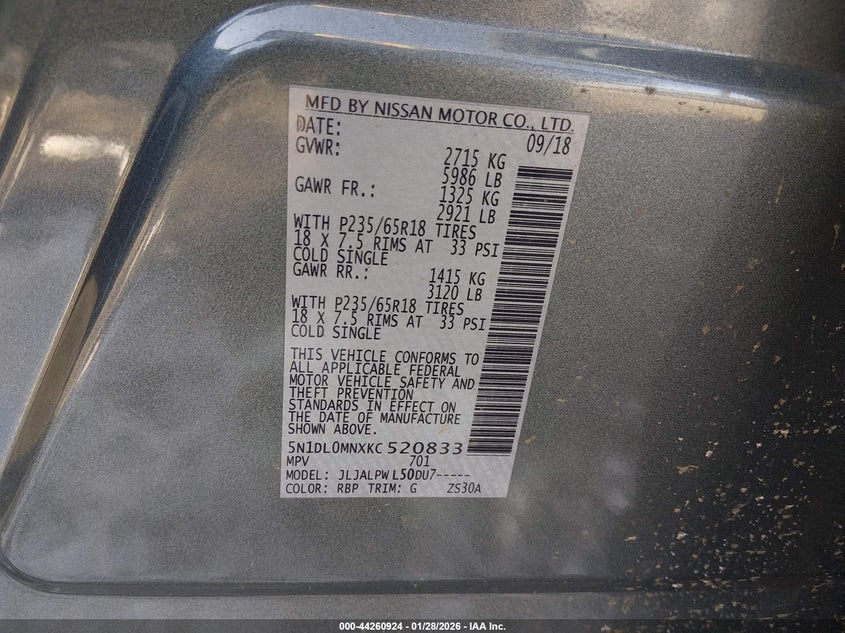 MFD BY NISSAN MOTOR CO., LTD.
DATE: 09/18
GVWR: 2715 KG
5986 LB
GAWR FR.: 1325 KG
2921 LB
WITH P235/65R18 TIRES
18 X 7.5 RIMS AT 33 PSI
COLD SINGLE
GAWR RR.: 1415 KG
3120 LB
WITH P235/65R18 TIRES
18 X 7.5 RIMS AT 33 PSI
COLD SINGLE
THIS VEHICLE CONFORMS TO
ALL APPLICABLE FEDERAL
MOTOR VEHICLE SAFETY AND
THEFT PREVENTION
STANDARDS IN EFFECT ON
THE DATE OF MANUFACTURE
SHOWN ABOVE.
5N1DL0MNXKC520833
MPV 701
MODEL: JLJALPWL50DU7-----
COLOR: RBP TRIM: G ZS30A
000-44260924 - 01/28/2026 - IAA Inc.